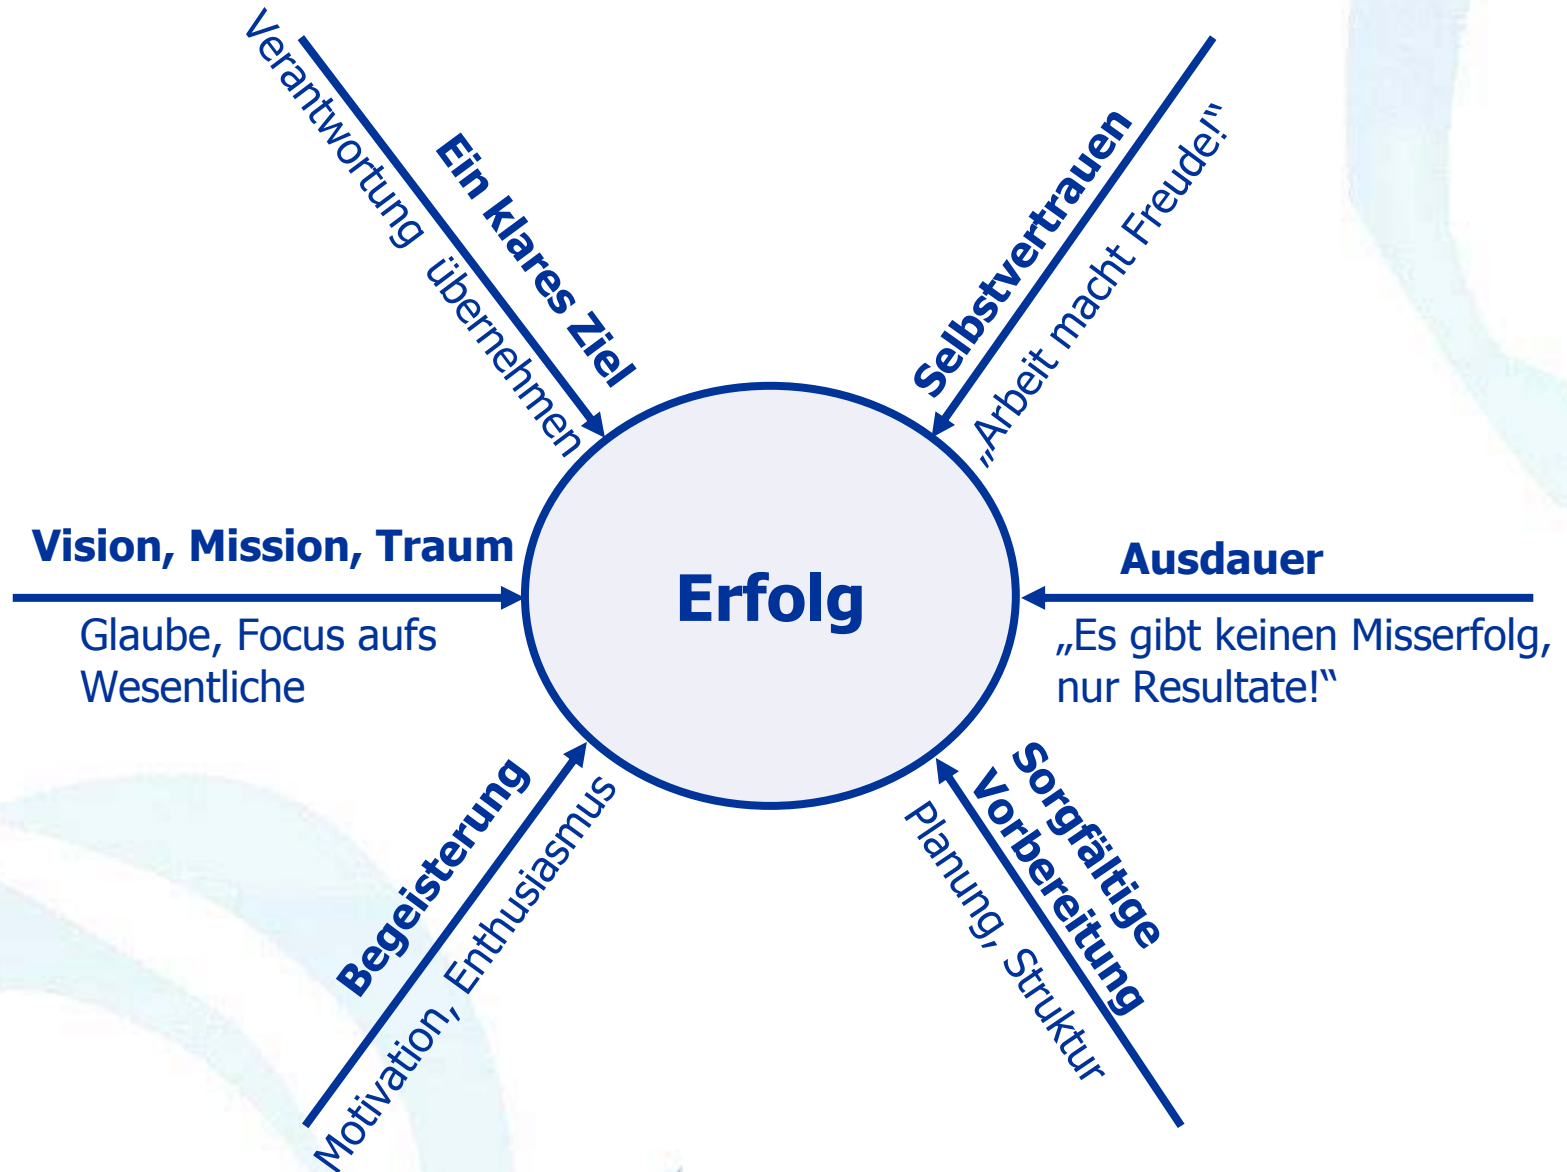 Verantwortung übernehmen
Ein klares Ziel
Selbstvertrauen
„Arbeit macht Freude!“
Vision, Mission, Traum
Glaube, Focus aufs
Wesentliche
Erfolg
Ausdauer
„Es gibt keinen Misserfolg,
nur Resultate!“
Begeisterung
Motivation, Enthusiasmus
Sorgfältige
Vorbereitung
Planung, Struktur